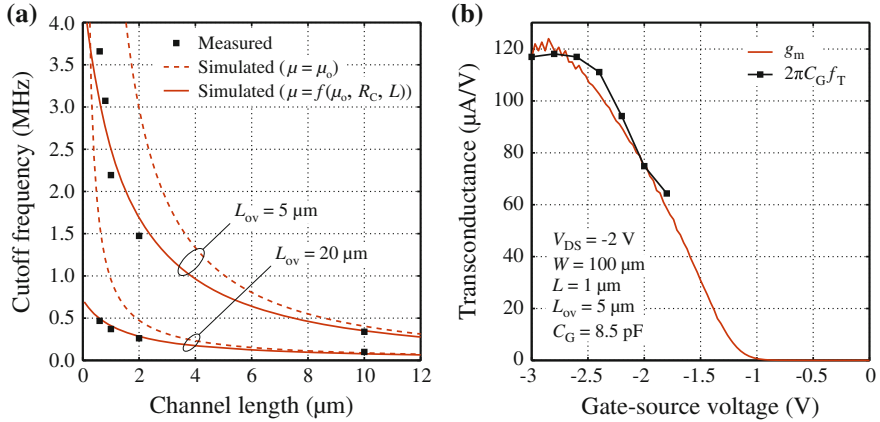 (a)
4.0
3.5
3.0
2.5
2.0
1.5
1.0
0.5
0.0
Cutoff frequency (MHz)
Measured
Simulated (μ = μo)
Simulated (μ = f(μo, RC, L))
Lov = 5 μm
Lov = 20 μm
0 2 4 6 8 10 12
Channel length (μm)
(b)
140
120
100
80
60
40
20
0
Transconductance (μA/V)
gm
2πCGfT
VDS = -2 V
W = 100 μm
L = 1 μm
Lov = 5 μm
CG = 8.5 pF
-3 -2.5 -2 -1.5 -1 -0.5 0
Gate-source voltage (V)